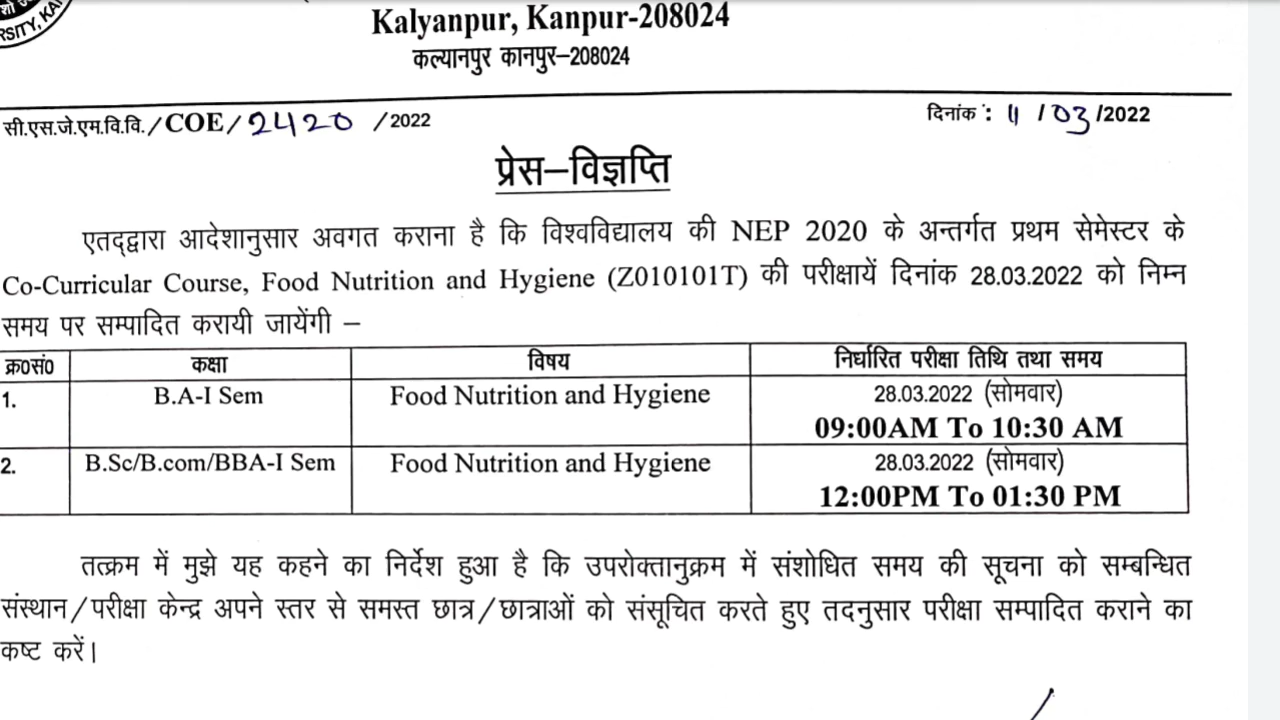 शो
RSITY, KAN
Kalyanpur, Kanpur-208024
कल्यानपुर कानपुर–208024
सी.एस.जे.एम.वि.वि./COE/2420 /2022
दिनांक : 11/03/2022
प्रेस–विज्ञप्ति
एतद्द्वारा आदेशानुसार अवगत कराना है कि विश्वविद्यालय की NEP 2020 के अन्तर्गत प्रथम सेमेस्टर के
Co-Curricular Course, Food Nutrition and Hygiene (Z010101T) की परीक्षायें दिनांक 28.03.2022 को निम्न
समय पर सम्पादित करायी जायेंगी –
क्र0सं0 कक्षा विषय निर्धारित परीक्षा तिथि तथा समय
1. B.A-I Sem Food Nutrition and Hygiene 28.03.2022 (सोमवार)
09:00AM To 10:30 AM
2. B.Sc/B.com/BBA-I Sem Food Nutrition and Hygiene 28.03.2022 (सोमवार)
12:00PM To 01:30 PM
तत्क्रम में मुझे यह कहने का निर्देश हुआ है कि उपरोक्तानुक्रम में संशोधित समय की सूचना को सम्बन्धित
संस्थान/परीक्षा केन्द्र अपने स्तर से समस्त छात्र/छात्राओं को संसूचित करते हुए तदनुसार परीक्षा सम्पादित कराने का
कष्ट करें।